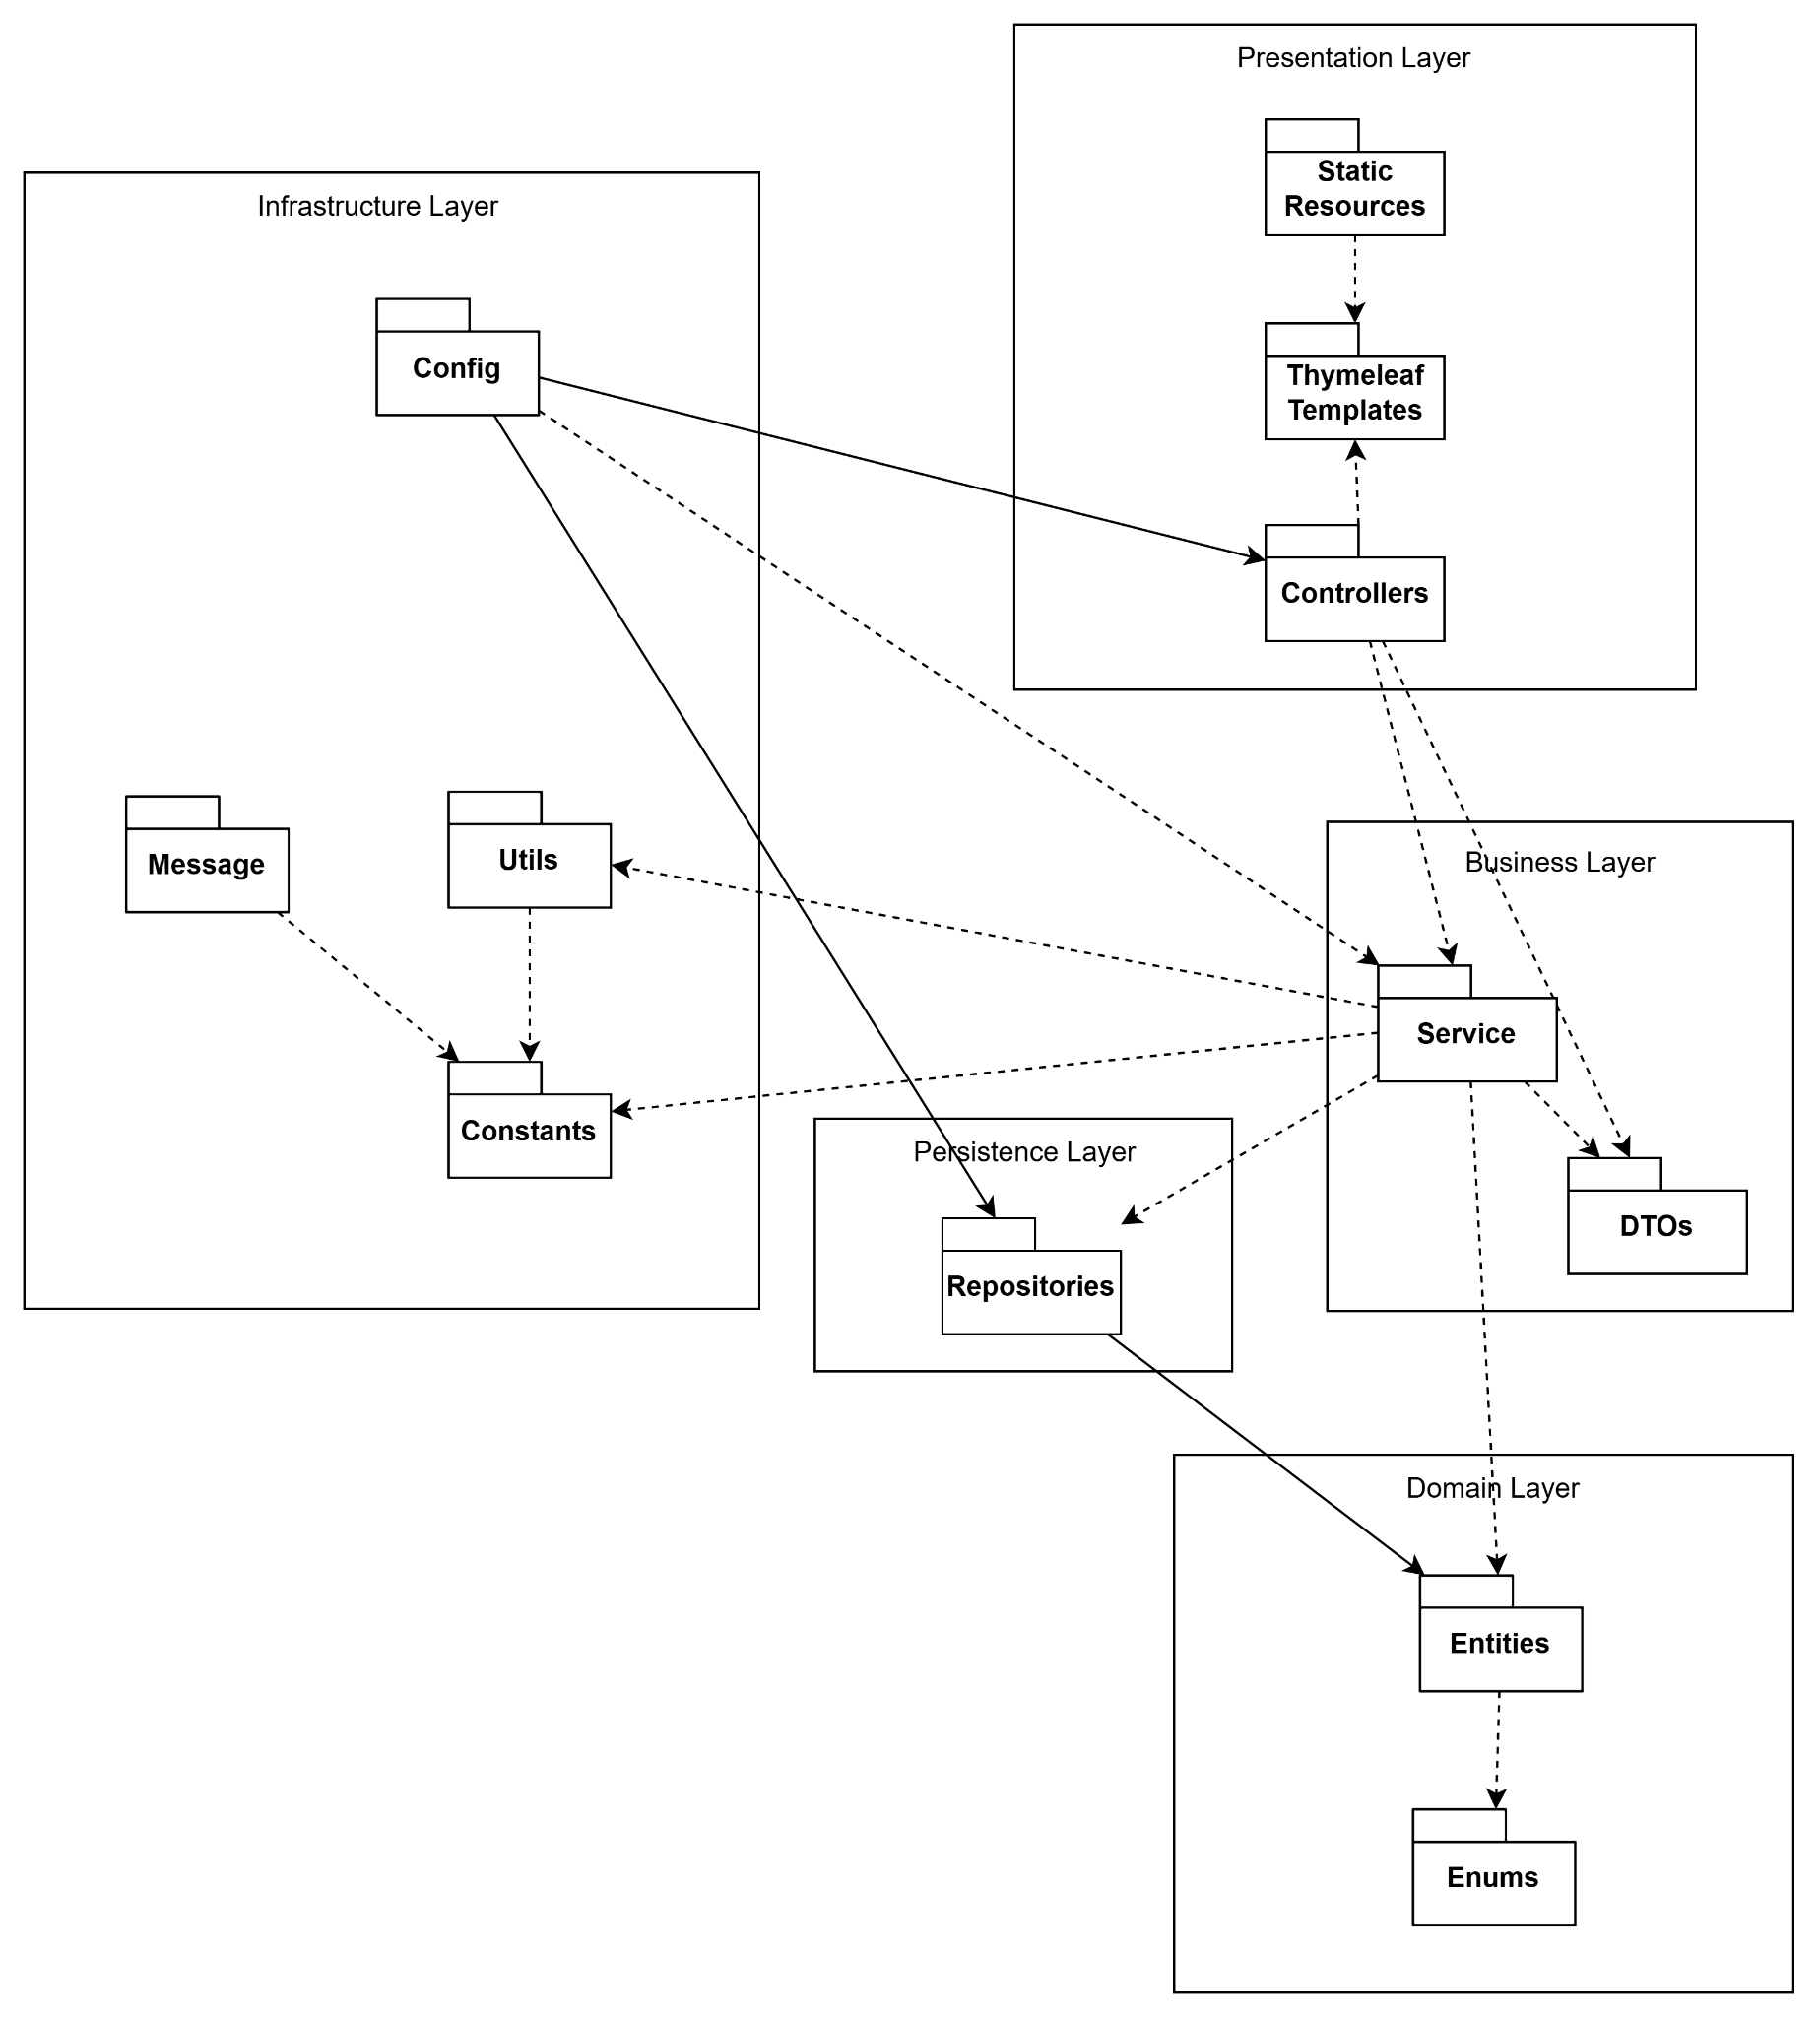 Presentation Layer
Static
Resources
Infrastructure Layer
Config
Thymeleaf
Templates
Controllers
Message
Utils
Business Layer
Service
Constants
Persistence Layer
DTOs
Repositories
Domain Layer
Entities
Enums